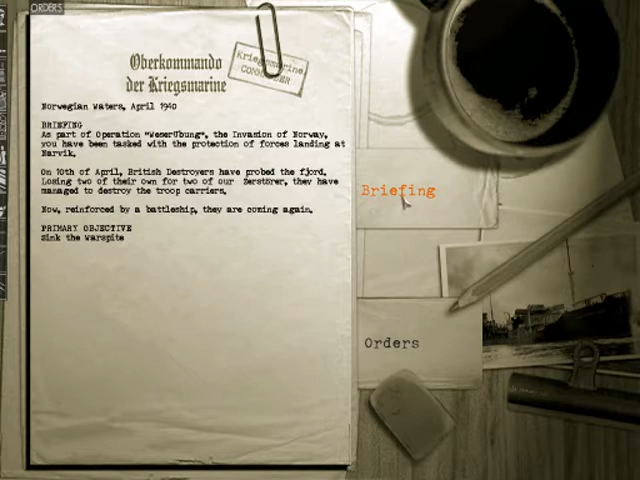 ORDERS
Oberkommando
der Kriegsmarine
Kriegsmarine
Norwegian Waters, April 1940
BRIEFING
As part of Operation "WeserÜbung", the Invasion of Norway,
you have been tasked with the protection of forces landing at
Narvik.
On 10th of April, British Destroyers have probed the fjord.
Losing two of their own for two of our Zerstörer, they have
managed to destroy the troop carriers.
Now, reinforced by a battleship, they are coming again.
PRIMARY OBJECTIVE
Sink the Warspite
Briefing
Orders